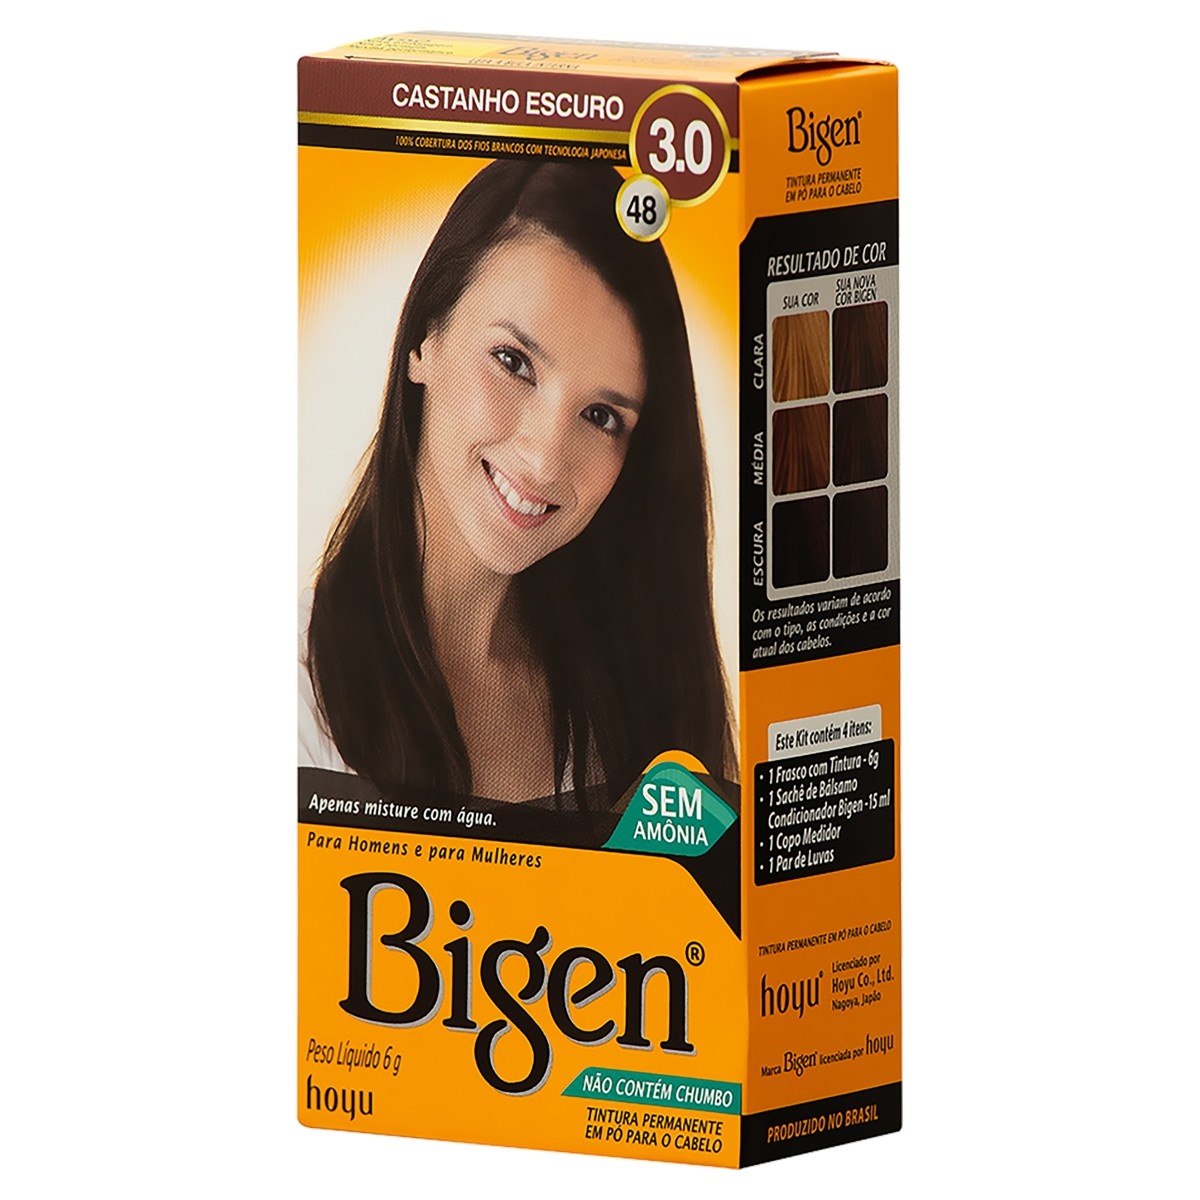 Bigen
LEIA A BULA INTERNA
CASTANHO ESCURO
3.0
100% COBERTURA DOS FIOS BRANCOS COM TECNOLOGIA JAPONESA
48
Apenas misture com água.
SEM
AMÔNIA
Para Homens e para Mulheres
Bigen®
Peso Líquido 6 g
hoyu
NÃO CONTÉM CHUMBO
TINTURA PERMANENTE
EM PÓ PARA O CABELO
Bigen®
TINTURA PERMANENTE
EM PÓ PARA O CABELO
RESULTADO DE COR
SUA COR
SUA NOVA
COR BIGEN
CLARA
MÉDIA
ESCURA
Os resultados variam de acordo
com o tipo, as condições e a cor
atual dos cabelos.
Este Kit contém 4 itens:
• 1 Frasco com Tintura - 6g
• 1 Sachê de Bálsamo
Condicionador Bigen - 15 ml
• 1 Copo Medidor
• 1 Par de Luvas
TINTURA PERMANENTE EM PÓ PARA O CABELO
hoyu®
Licenciado por
Hoyu Co., Ltd.
Nagoya, Japão
Marca Bigen® licenciada por hoyu
PRODUZIDO NO BRASIL